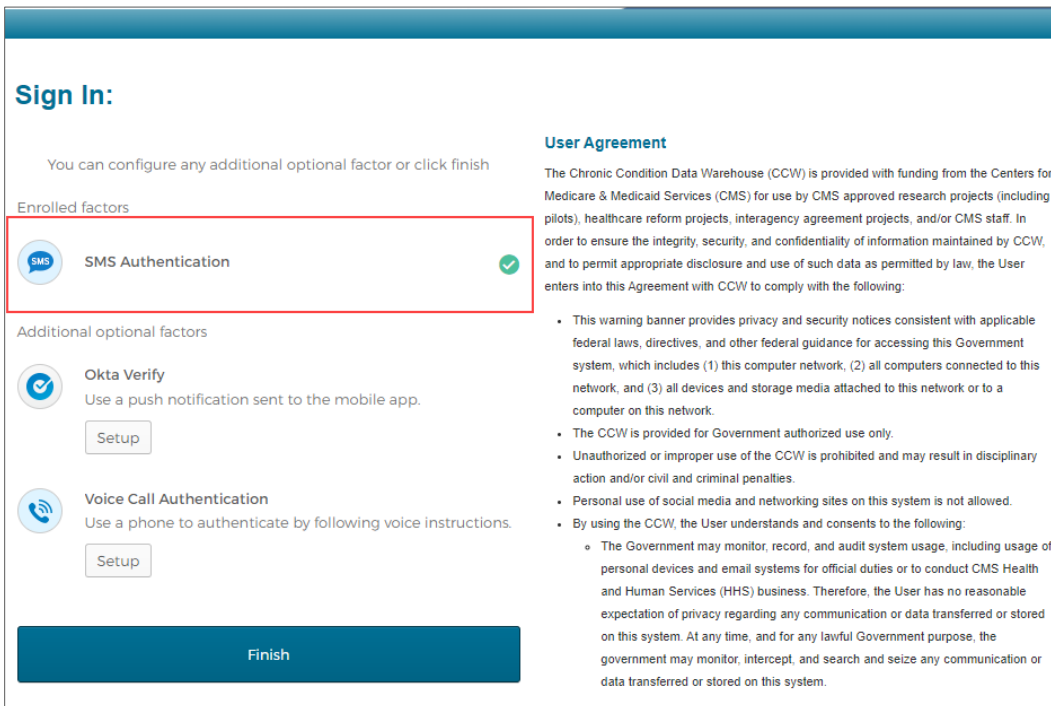 Sign In:
You can configure any additional optional factor or click finish
Enrolled factors
SMS
SMS Authentication
Additional optional factors
Okta Verify
Use a push notification sent to the mobile app.
Setup
Voice Call Authentication
Use a phone to authenticate by following voice instructions.
Setup
Finish
User Agreement
The Chronic Condition Data Warehouse (CCW) is provided with funding from the Centers for
Medicare & Medicaid Services (CMS) for use by CMS approved research projects (including
pilots), healthcare reform projects, interagency agreement projects, and/or CMS staff. In
order to ensure the integrity, security, and confidentiality of information maintained by CCW,
and to permit appropriate disclosure and use of such data as permitted by law, the User
enters into this Agreement with CCW to comply with the following:
• This warning banner provides privacy and security notices consistent with applicable
federal laws, directives, and other federal guidance for accessing this Government
system, which includes (1) this computer network, (2) all computers connected to this
network, and (3) all devices and storage media attached to this network or to a
computer on this network.
• The CCW is provided for Government authorized use only.
• Unauthorized or improper use of the CCW is prohibited and may result in disciplinary
action and/or civil and criminal penalties.
• Personal use of social media and networking sites on this system is not allowed.
• By using the CCW, the User understands and consents to the following:
o The Government may monitor, record, and audit system usage, including usage of
personal devices and email systems for official duties or to conduct CMS Health
and Human Services (HHS) business. Therefore, the User has no reasonable
expectation of privacy regarding any communication or data transferred or stored
on this system. At any time, and for any lawful Government purpose, the
government may monitor, intercept, and search and seize any communication or
data transferred or stored on this system.